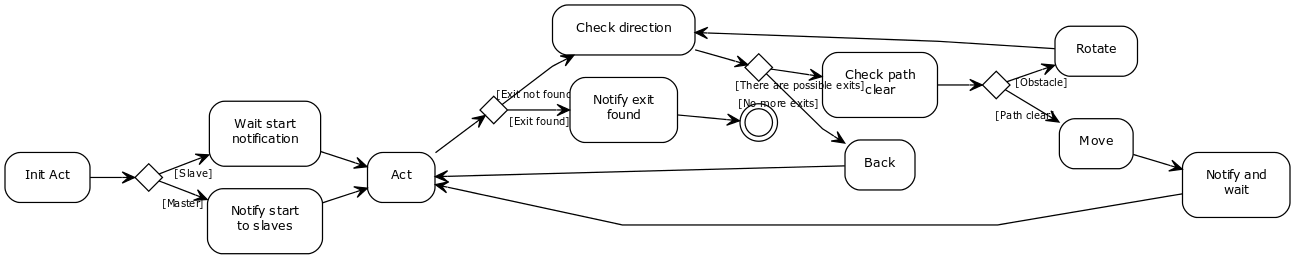 Init Act
[Slave]
[Master]
Wait start
notification
Notify start
to slaves
Act
[Exit not found]
[Exit found]
Check direction
Notify exit
found
[There are possible exits]
[No more exits]
Check path
clear
Back
[Obstacle]
[Path clear]
Rotate
Move
Notify and
wait